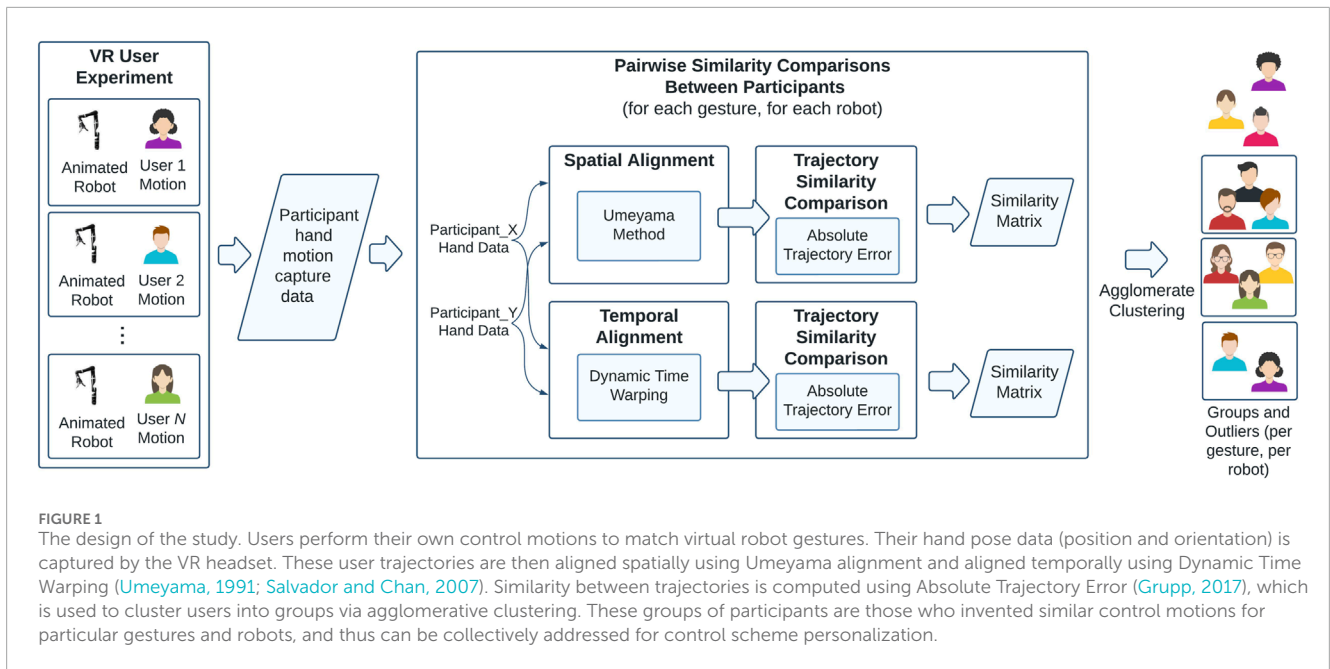 VR User
Experiment
Animated
Robot
User 1
Motion
Animated
Robot
User 2
Motion
⋮
Animated
Robot
User N
Motion
Participant
hand
motion
capture
data
Pairwise Similarity Comparisons
Between Participants
(for each gesture, for each robot)
Participant_X
Hand Data
Participant_Y
Hand Data
Spatial Alignment
Umeyama
Method
Trajectory
Similarity
Comparison
Absolute
Trajectory Error
Similarity
Matrix
Temporal
Alignment
Dynamic Time
Warping
Trajectory
Similarity
Comparison
Absolute
Trajectory Error
Similarity
Matrix
Agglomerate
Clustering
Groups and
Outliers (per
gesture, per
robot)
FIGURE 1
The design of the study. Users perform their own control motions to match virtual robot gestures. Their hand pose data (position and orientation) is
captured by the VR headset. These user trajectories are then aligned spatially using Umeyama alignment and aligned temporally using Dynamic Time
Warping (Umeyama, 1991; Salvador and Chan, 2007). Similarity between trajectories is computed using Absolute Trajectory Error (Grupp, 2017), which
is used to cluster users into groups via agglomerative clustering. These groups of participants are those who invented similar control motions for
particular gestures and robots, and thus can be collectively addressed for control scheme personalization.